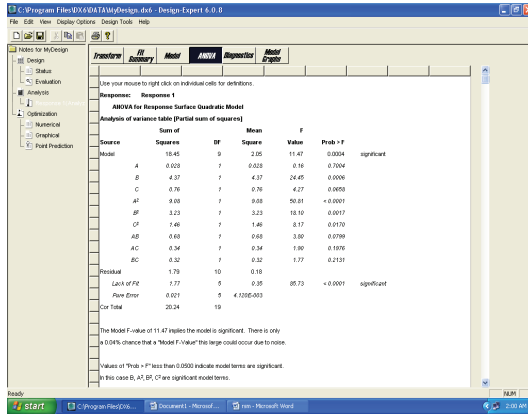 C:\Program Files\DX6\DATA\MyDesign.dx6 - Design-Expert 6.0.8
File Edit View Display Options Design Tools Help
Notes for MyDesign
Design
Status
Evaluation
Analysis
Optimization
Numerical
Graphical
Point Prediction
Transform Fit Summary Model ANOVA Diagnostics Model Graphs
Use your mouse to right click on individual cells for definitions.
Response: Response 1
ANOVA for Response Surface Quadratic Model
Analysis of variance table [Partial sum of squares]
Sum of Mean F
Source Squares DF Square Value Prob > F
Model 18.45 9 2.05 11.47 0.0004 significant
A 0.028 1 0.028 0.16 0.7004
B 4.37 1 4.37 24.45 0.0006
C 0.76 1 0.76 4.27 0.0658
A² 9.08 1 9.08 50.81 < 0.0001
B² 3.23 1 3.23 18.10 0.0017
C² 1.46 1 1.46 8.17 0.0170
AB 0.68 1 0.68 3.80 0.0799
AC 0.34 1 0.34 1.90 0.1976
BC 0.32 1 0.32 1.77 0.2131
Residual 1.79 10 0.18
Lack of Fit 1.77 5 0.35 85.73 < 0.0001 significant
Pure Error 0.021 5 4.120E-003
Cor Total 20.24 19
The Model F-value of 11.47 implies the model is significant. There is only
a 0.04% chance that a "Model F-Value" this large could occur due to noise.
Values of "Prob > F" less than 0.0500 indicate model terms are significant.
In this case B, A², B², C² are significant model terms.
Ready
NUM
start C:\Program Files\DX6... Document1 - Microsof... rsm - Microsoft Word 2:00 AM